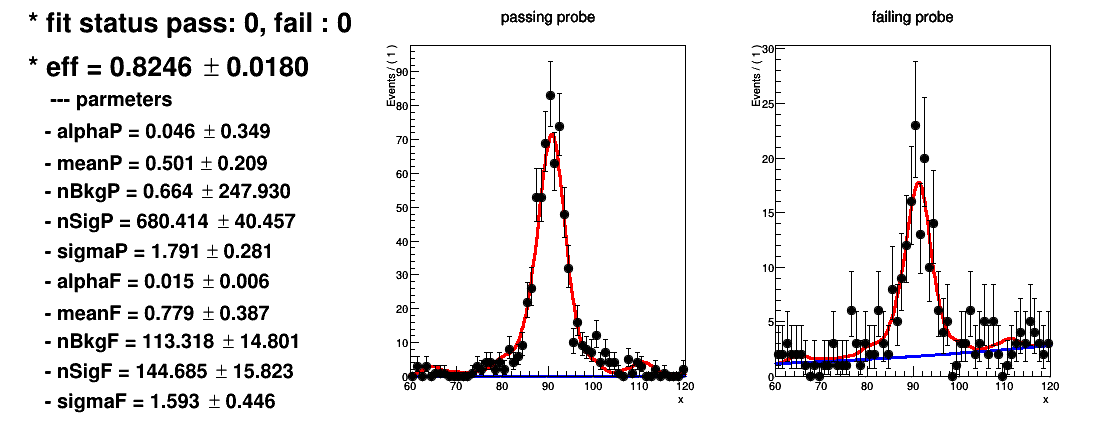 * fit status pass: 0, fail : 0
* eff = 0.8246 ± 0.0180
--- parmeters
- alphaP = 0.046 ± 0.349
- meanP = 0.501 ± 0.209
- nBkgP = 0.664 ± 247.930
- nSigP = 680.414 ± 40.457
- sigmaP = 1.791 ± 0.281
- alphaF = 0.015 ± 0.006
- meanF = 0.779 ± 0.387
- nBkgF = 113.318 ± 14.801
- nSigF = 144.685 ± 15.823
- sigmaF = 1.593 ± 0.446
passing probe
Events / ( 1 )
90
80
70
60
50
40
30
20
10
0
60 70 80 90 100 110 120
x
failing probe
Events / ( 1 )
30
25
20
15
10
5
0
60 70 80 90 100 110 120
x